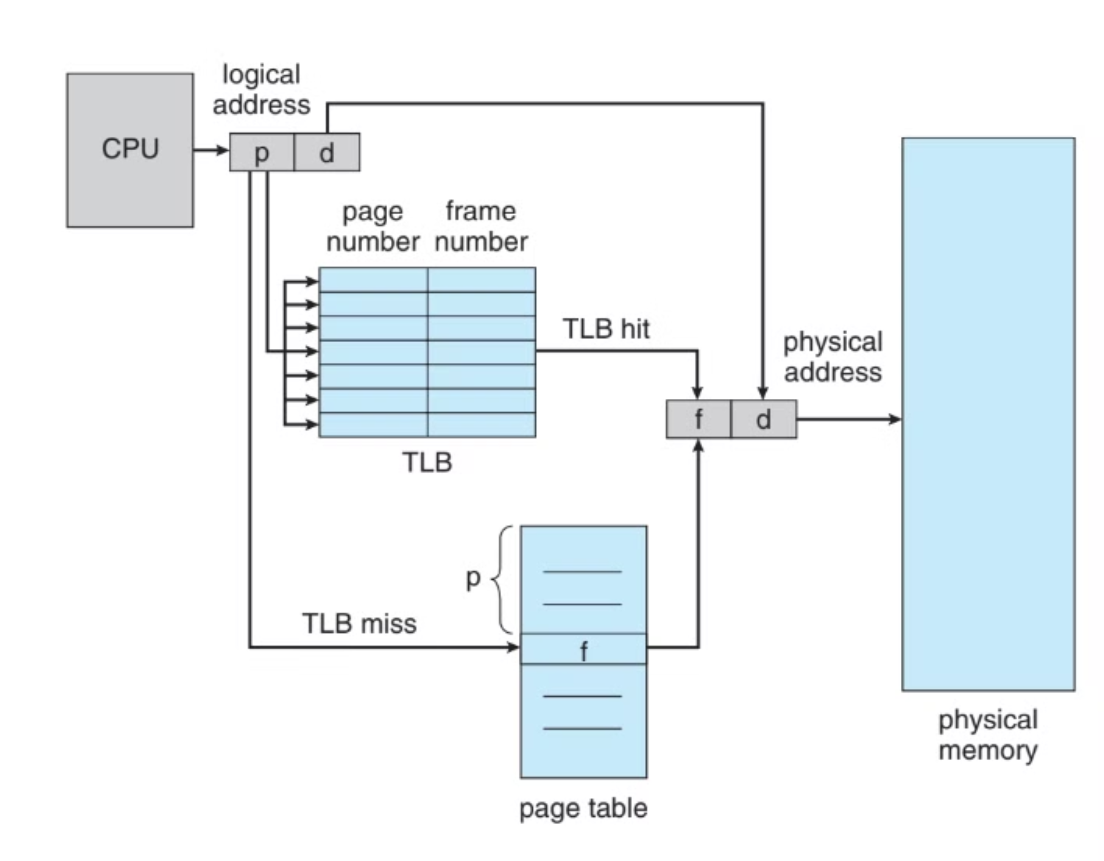 logical
address
CPU
p d
page
number
frame
number
TLB hit
physical
address
f d
TLB
p
TLB miss
f
physical
memory
page table